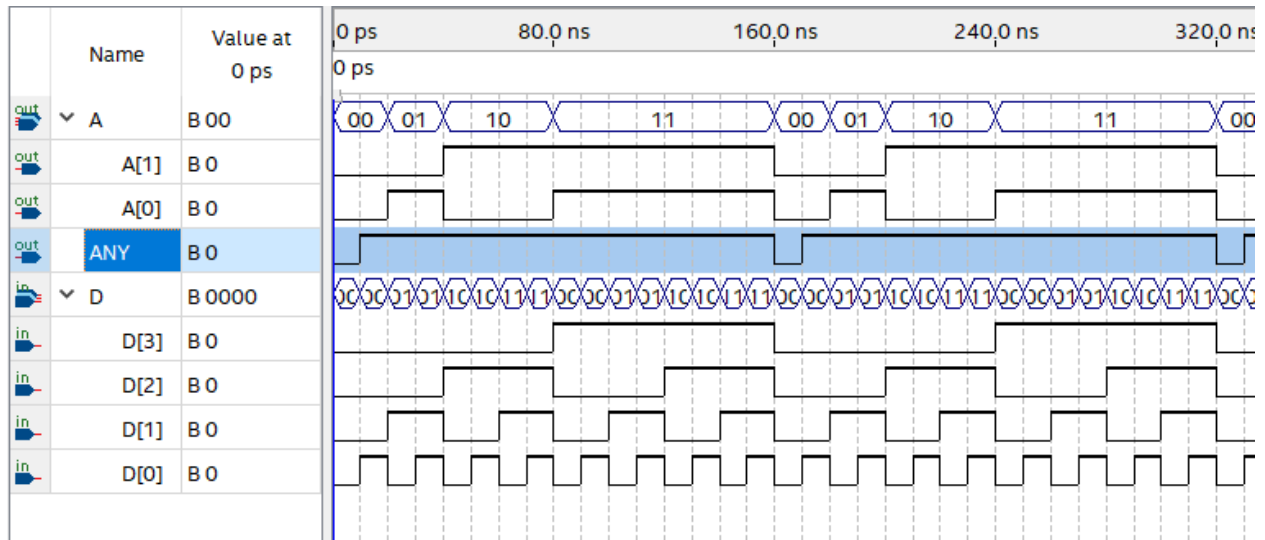 Name
Value at
0 ps
0 ps 80.0 ns 160.0 ns 240.0 ns 320.0 ns
0 ps
out A B 00 00 01 10 11 00 01 10 11 00
out A[1] B 0
out A[0] B 0
out ANY B 0
in D B 0000
in D[3] B 0
in D[2] B 0
in D[1] B 0
in D[0] B 0